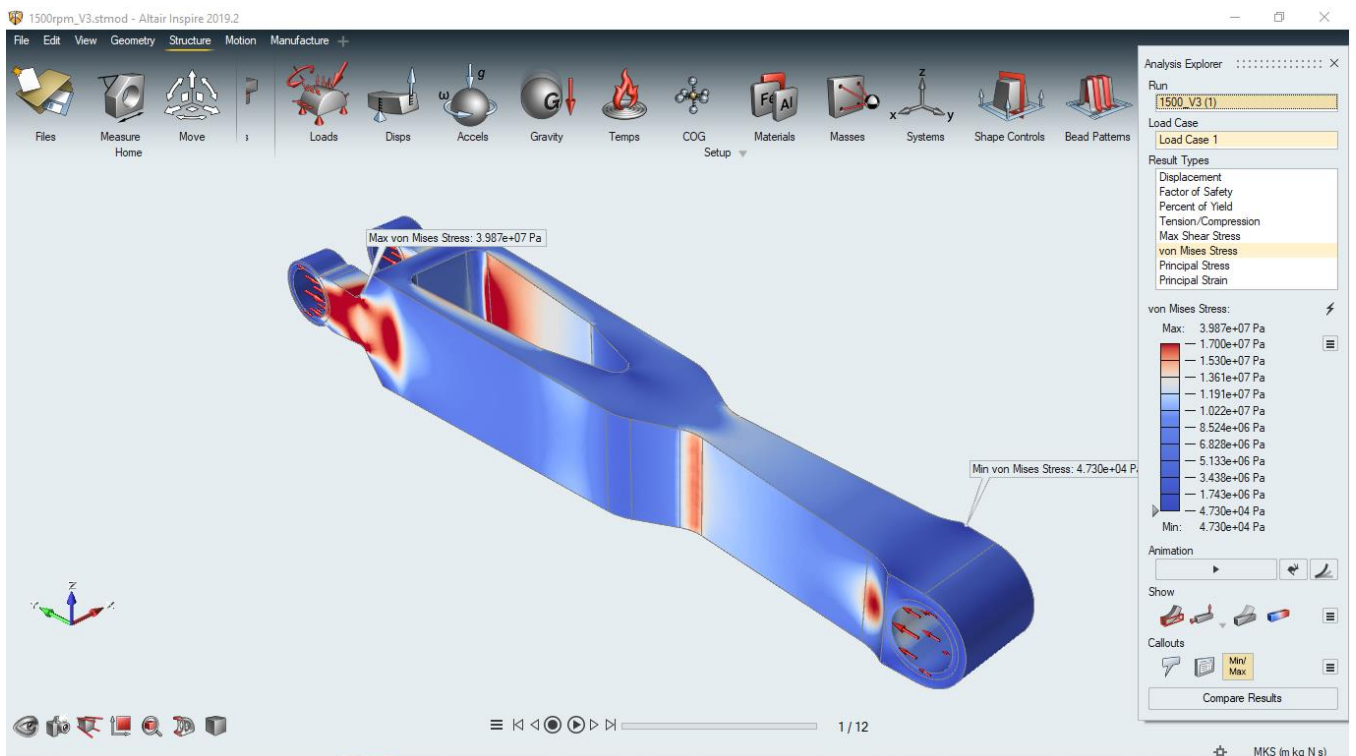 1500rpm_V3.stmod - Altair Inspire 2019.2
File Edit View Geometry Structure Motion Manufacture
Files Measure Move s Loads Disps Accels Gravity Temps COG Materials Masses Systems Shape Controls Bead Patterns
Home Setup
Max von Mises Stress: 3.987e+07 Pa
Min von Mises Stress: 4.730e+04 P
Z Y X
1 / 12
Analysis Explorer
Run
1500_V3 (1)
Load Case
Load Case 1
Result Types
Displacement
Factor of Safety
Percent of Yield
Tension/Compression
Max Shear Stress
von Mises Stress
Principal Stress
Principal Strain
von Mises Stress:
Max: 3.987e+07 Pa
1.700e+07 Pa
1.530e+07 Pa
1.361e+07 Pa
1.191e+07 Pa
1.022e+07 Pa
8.524e+06 Pa
6.828e+06 Pa
5.133e+06 Pa
3.438e+06 Pa
1.743e+06 Pa
4.730e+04 Pa
Min: 4.730e+04 Pa
Animation
Show
Callouts
Min/
Max
Compare Results
MKS (m kg N s)